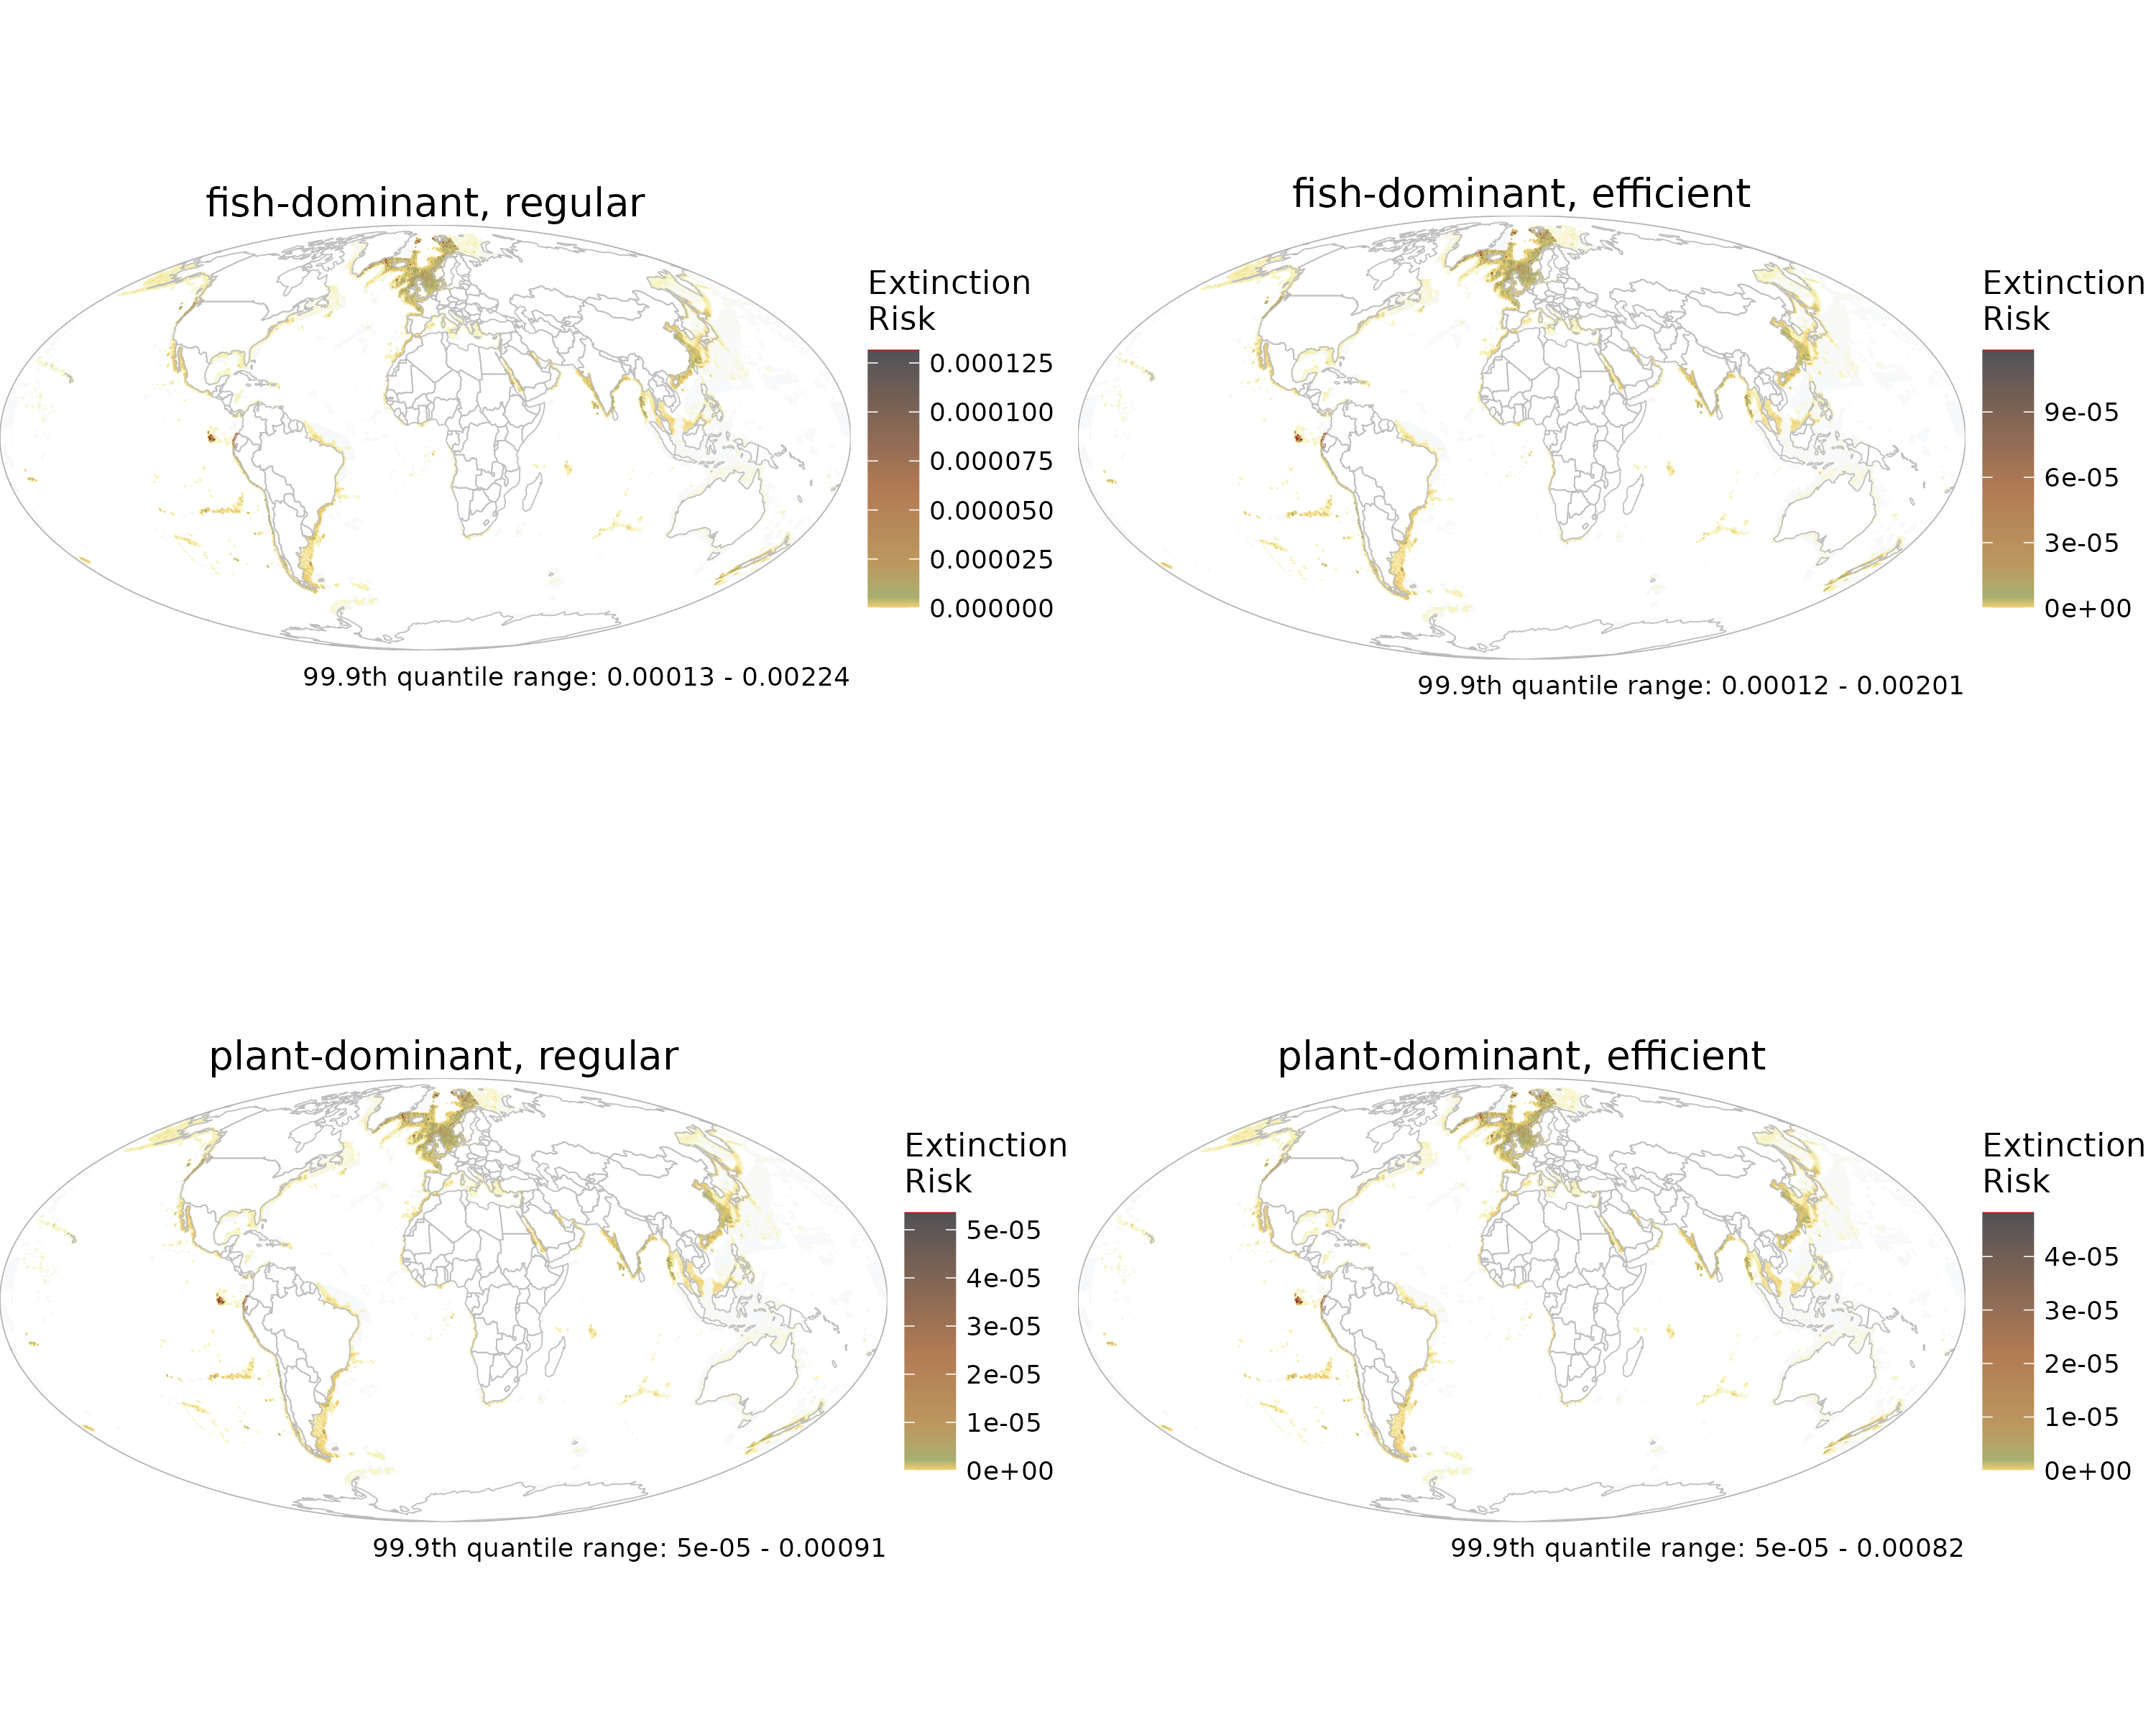 fish-dominant, regular
Extinction
Risk
0.000125
0.000100
0.000075
0.000050
0.000025
0.000000
99.9th quantile range: 0.00013 - 0.00224
fish-dominant, efficient
Extinction
Risk
9e-05
6e-05
3e-05
0e+00
99.9th quantile range: 0.00012 - 0.00201
plant-dominant, regular
Extinction
Risk
5e-05
4e-05
3e-05
2e-05
1e-05
0e+00
99.9th quantile range: 5e-05 - 0.00091
plant-dominant, efficient
Extinction
Risk
4e-05
3e-05
2e-05
1e-05
0e+00
99.9th quantile range: 5e-05 - 0.00082